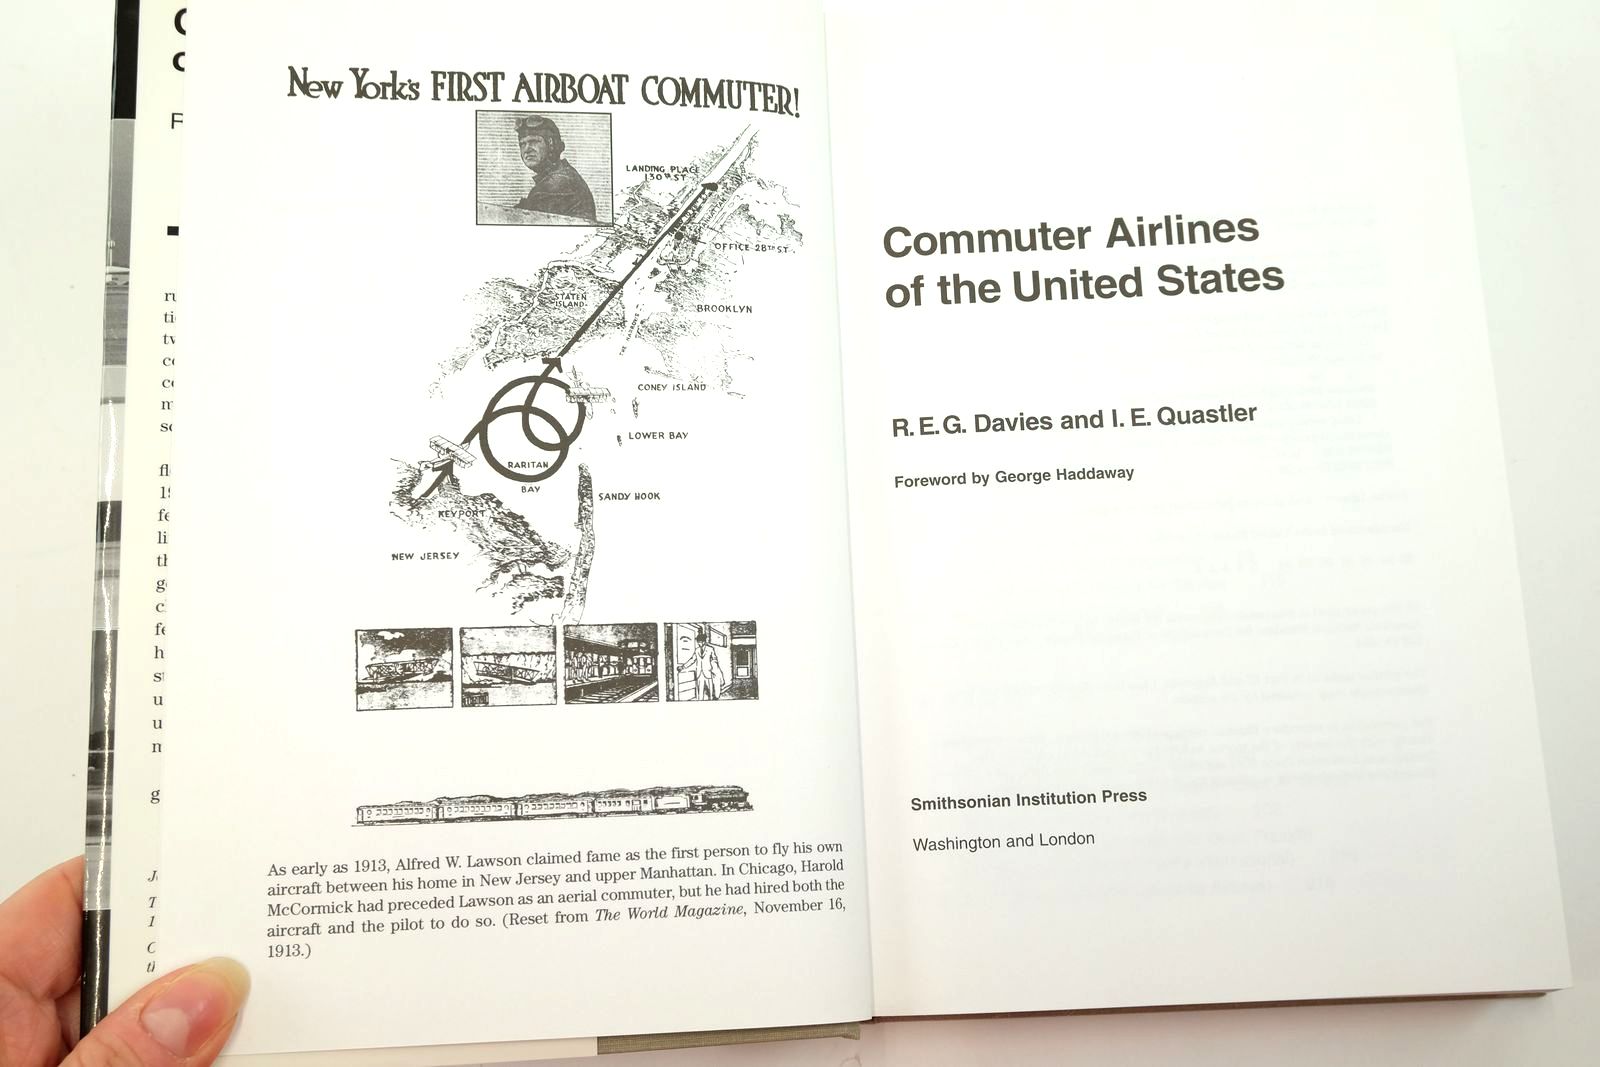 New York's FIRST AIRBOAT COMMUTER!
LANDING PLACE
130TH ST
OFFICE 28TH ST.
STATEN
ISLAND
BROOKLYN
CONEY ISLAND
LOWER BAY
RARITAN
BAY
SANDY HOOK
KEYPORT
NEW JERSEY
As early as 1913, Alfred W. Lawson claimed fame as the first person to fly his own
aircraft between his home in New Jersey and upper Manhattan. In Chicago, Harold
McCormick had preceded Lawson as an aerial commuter, but he had hired both the
aircraft and the pilot to do so. (Reset from The World Magazine, November 16,
1913.)
Commuter Airlines
of the United States
R. E. G. Davies and I. E. Quastler
Foreword by George Haddaway
Smithsonian Institution Press
Washington and London